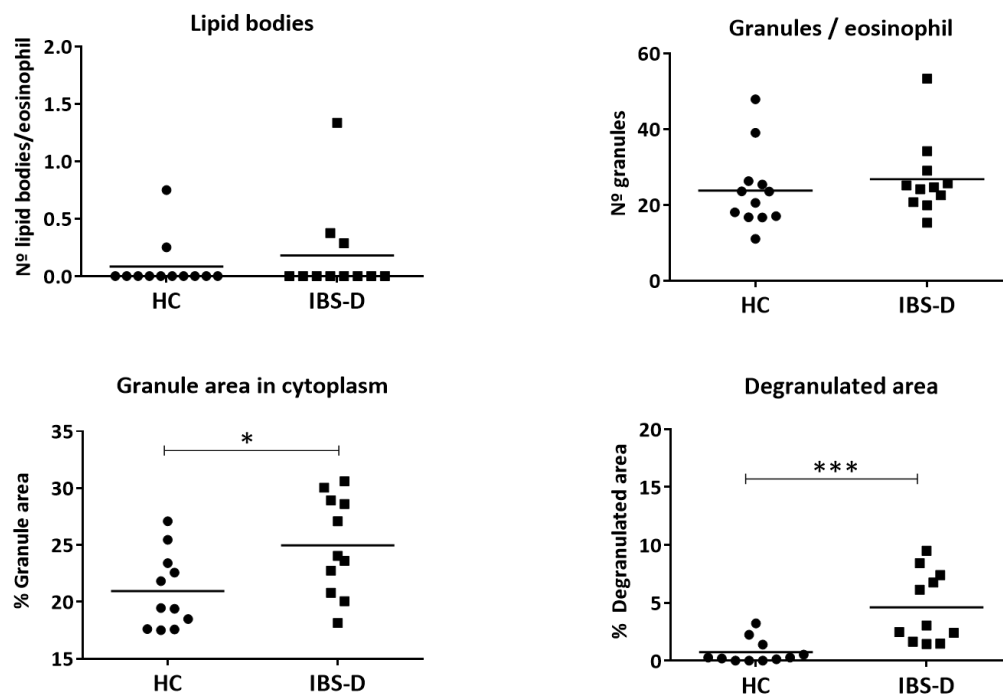 Lipid bodies
Nº lipid bodies/eosinophil
2.0
1.5
1.0
0.5
0.0
HC IBS-D
Granules / eosinophil
Nº granules
60
40
20
0
HC IBS-D
Granule area in cytoplasm
% Granule area
35
30
25
20
15
*
HC IBS-D
Degranulated area
% Degranulated area
20
15
10
5
0
***
HC IBS-D